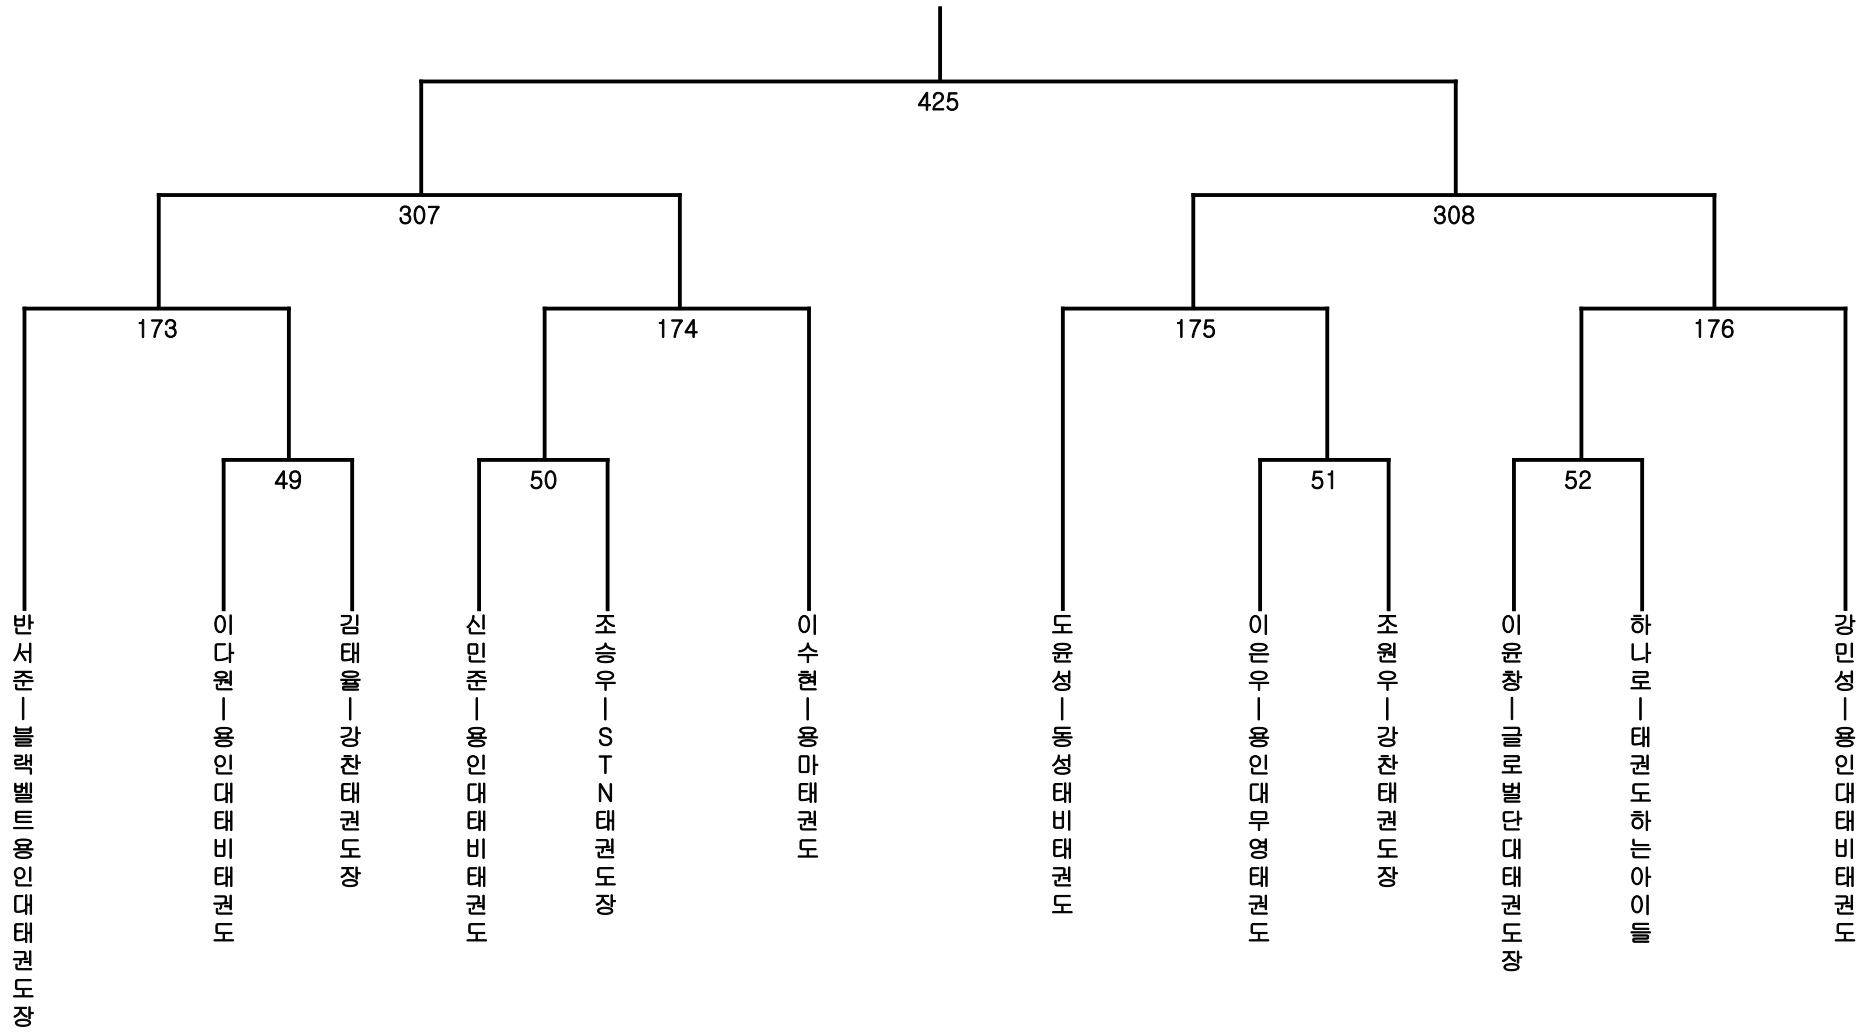 425
307
308
173
174
175
176
49
50
51
52
반서준-블랙벨트용인대태권도장
이다원-용인대태비태권도
김태율-강찬태권도장
신민준-용인대태비태권도
조승우-STN태권도장
이수현-용마태권도
도윤성-동성태비태권도
이은우-용인대무영태권도
조원우-강찬태권도장
이윤창-글로벌단대태권도장
하나로-태권도하는아이들
강민성-용인대태비태권도